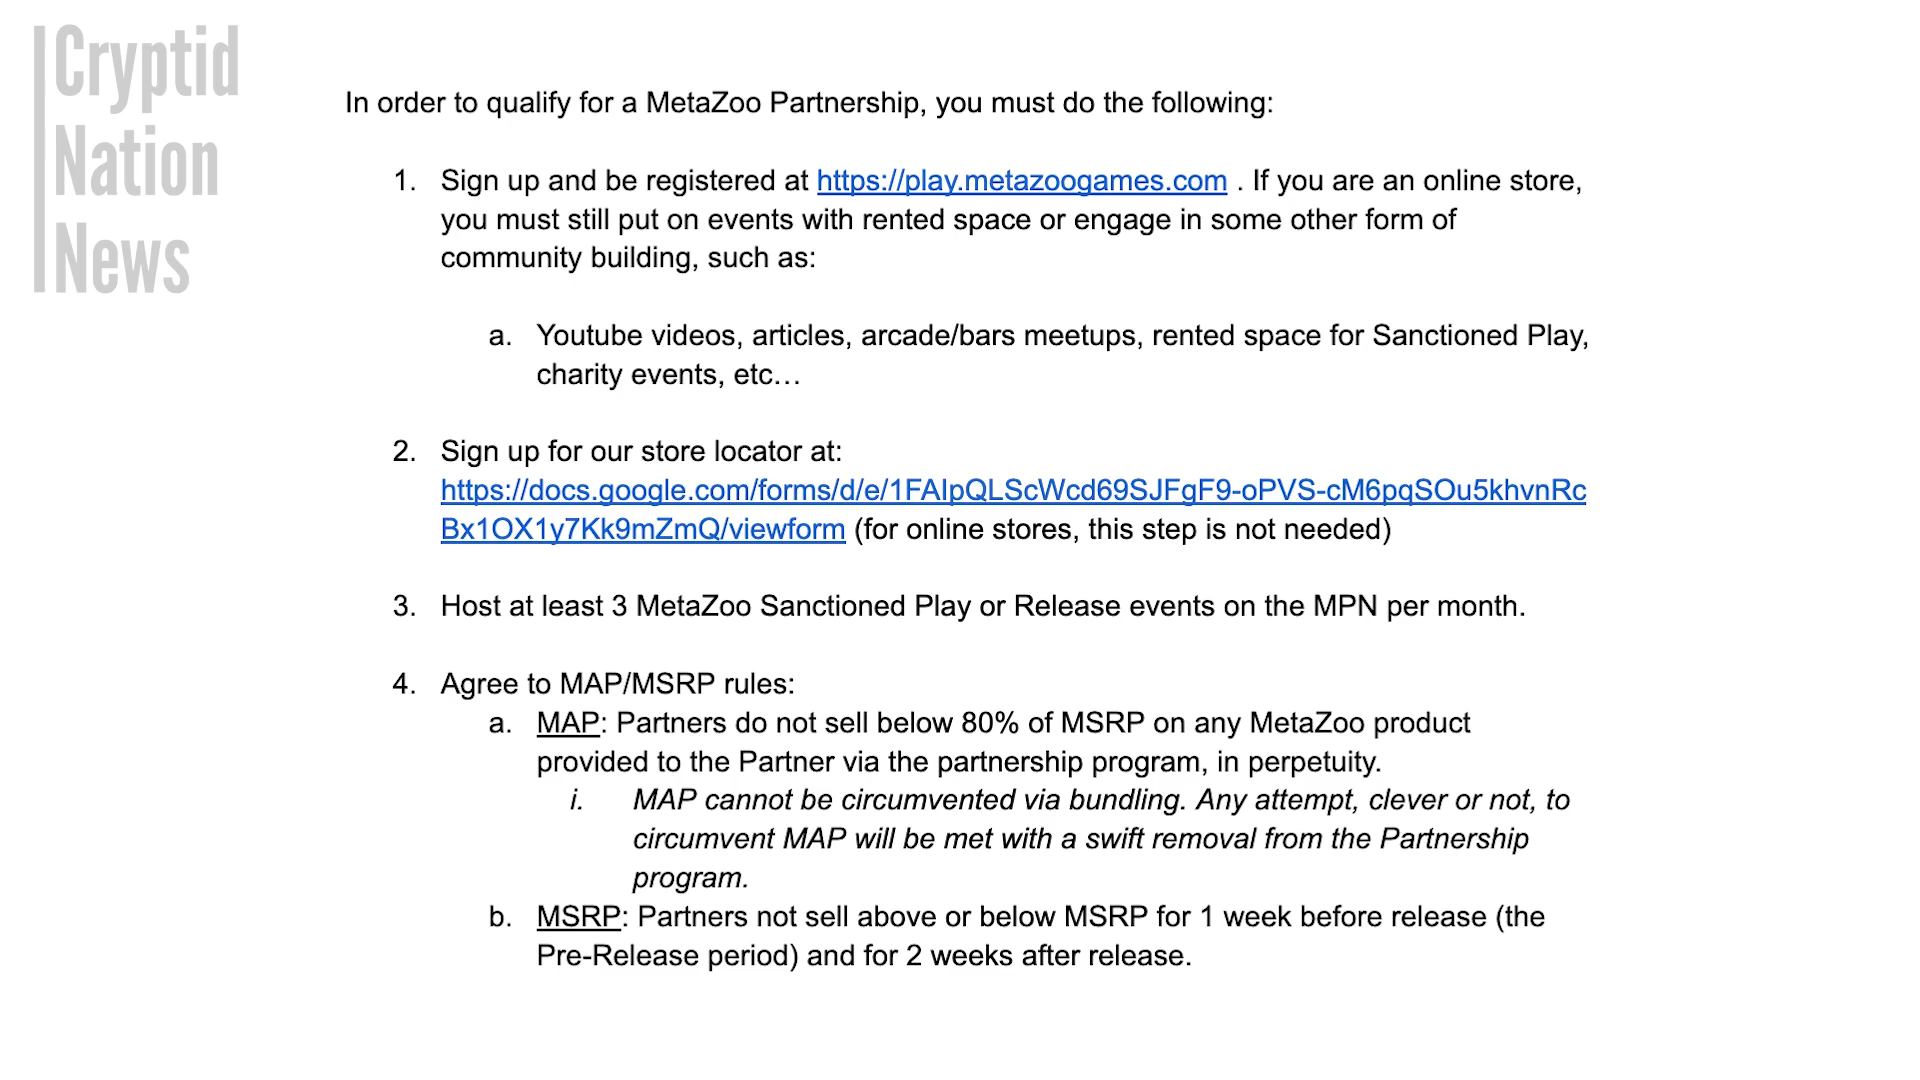 Cryptid
Nation
News
In order to qualify for a MetaZoo Partnership, you must do the following:
1. Sign up and be registered at https://play.metazoogames.com . If you are an online store,
you must still put on events with rented space or engage in some other form of
community building, such as:
a. Youtube videos, articles, arcade/bars meetups, rented space for Sanctioned Play,
charity events, etc…
2. Sign up for our store locator at:
https://docs.google.com/forms/d/e/1FAIpQLScWcd69SJFgF9-oPVS-cM6pqSOu5khvnRc
Bx1OX1y7Kk9mZmQ/viewform (for online stores, this step is not needed)
3. Host at least 3 MetaZoo Sanctioned Play or Release events on the MPN per month.
4. Agree to MAP/MSRP rules:
a. MAP: Partners do not sell below 80% of MSRP on any MetaZoo product
provided to the Partner via the partnership program, in perpetuity.
i. MAP cannot be circumvented via bundling. Any attempt, clever or not, to
circumvent MAP will be met with a swift removal from the Partnership
program.
b. MSRP: Partners not sell above or below MSRP for 1 week before release (the
Pre-Release period) and for 2 weeks after release.